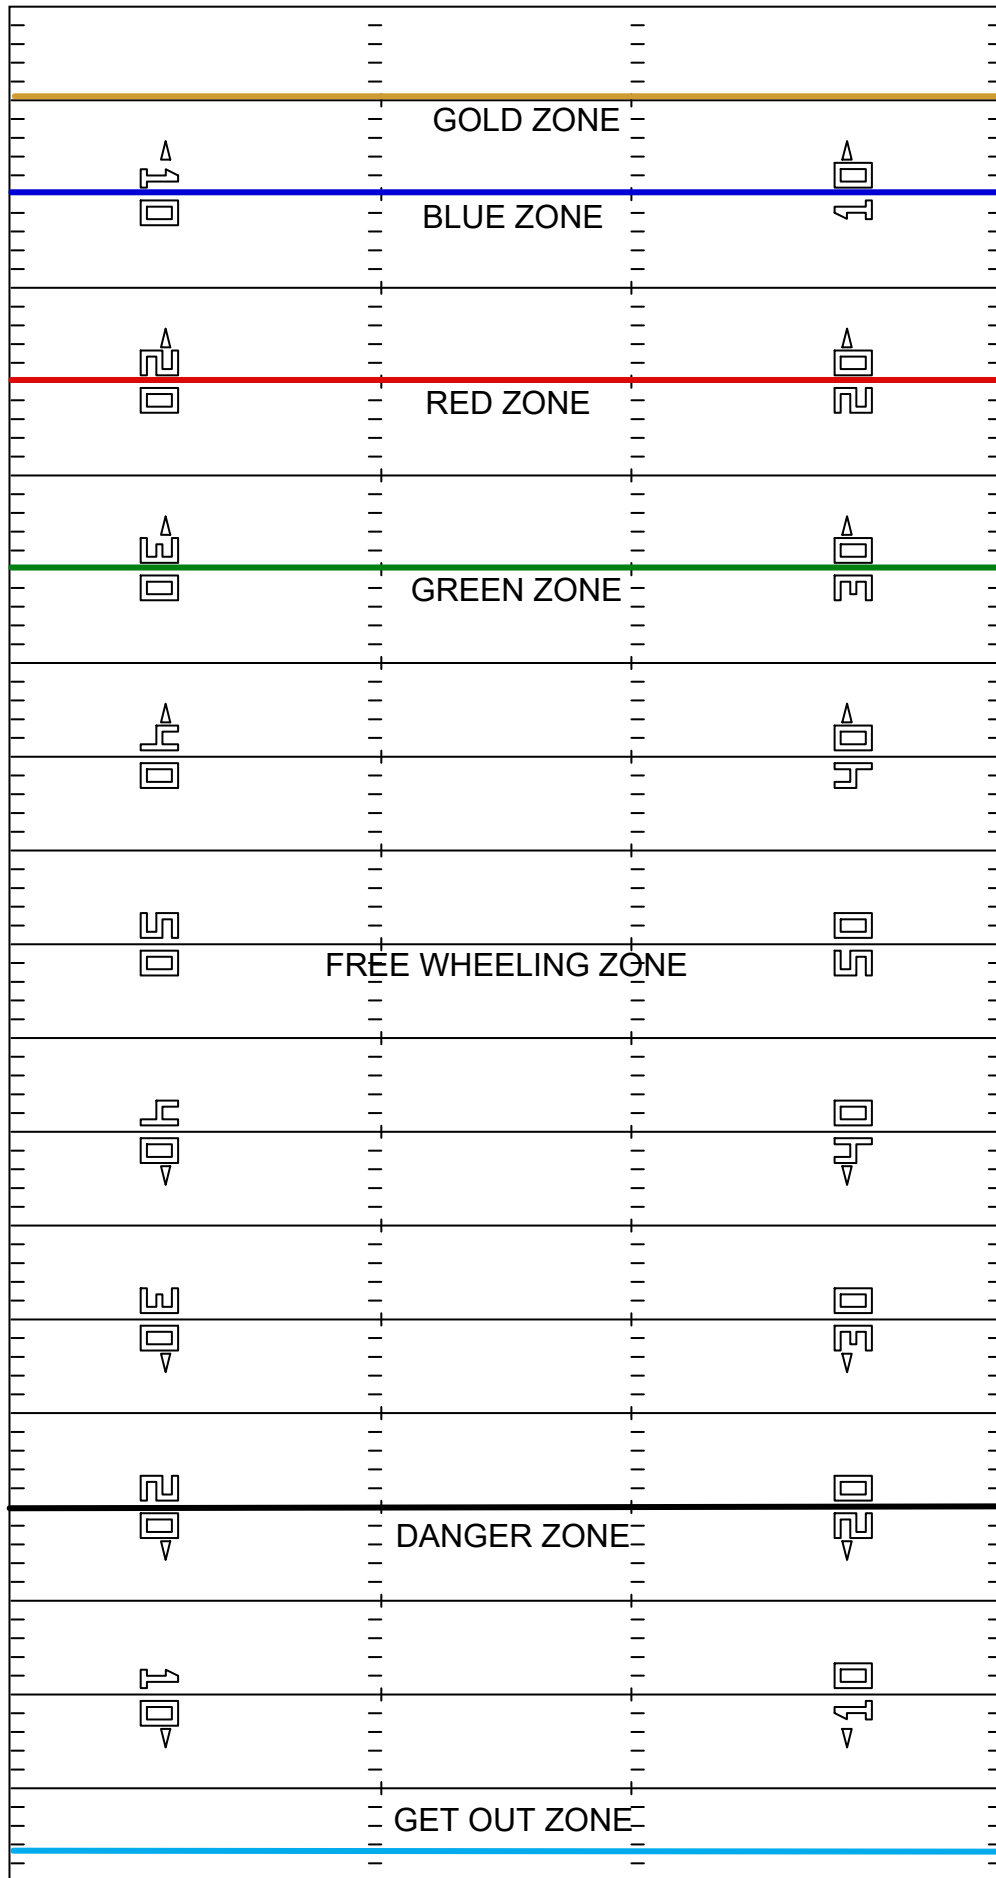 GOLD ZONE
10 10
BLUE ZONE
20 20
RED ZONE
30 30
GREEN ZONE
40 40
50 50
FREE WHEELING ZONE
40 40
30 30
20 20
DANGER ZONE
10 10
GET OUT ZONE